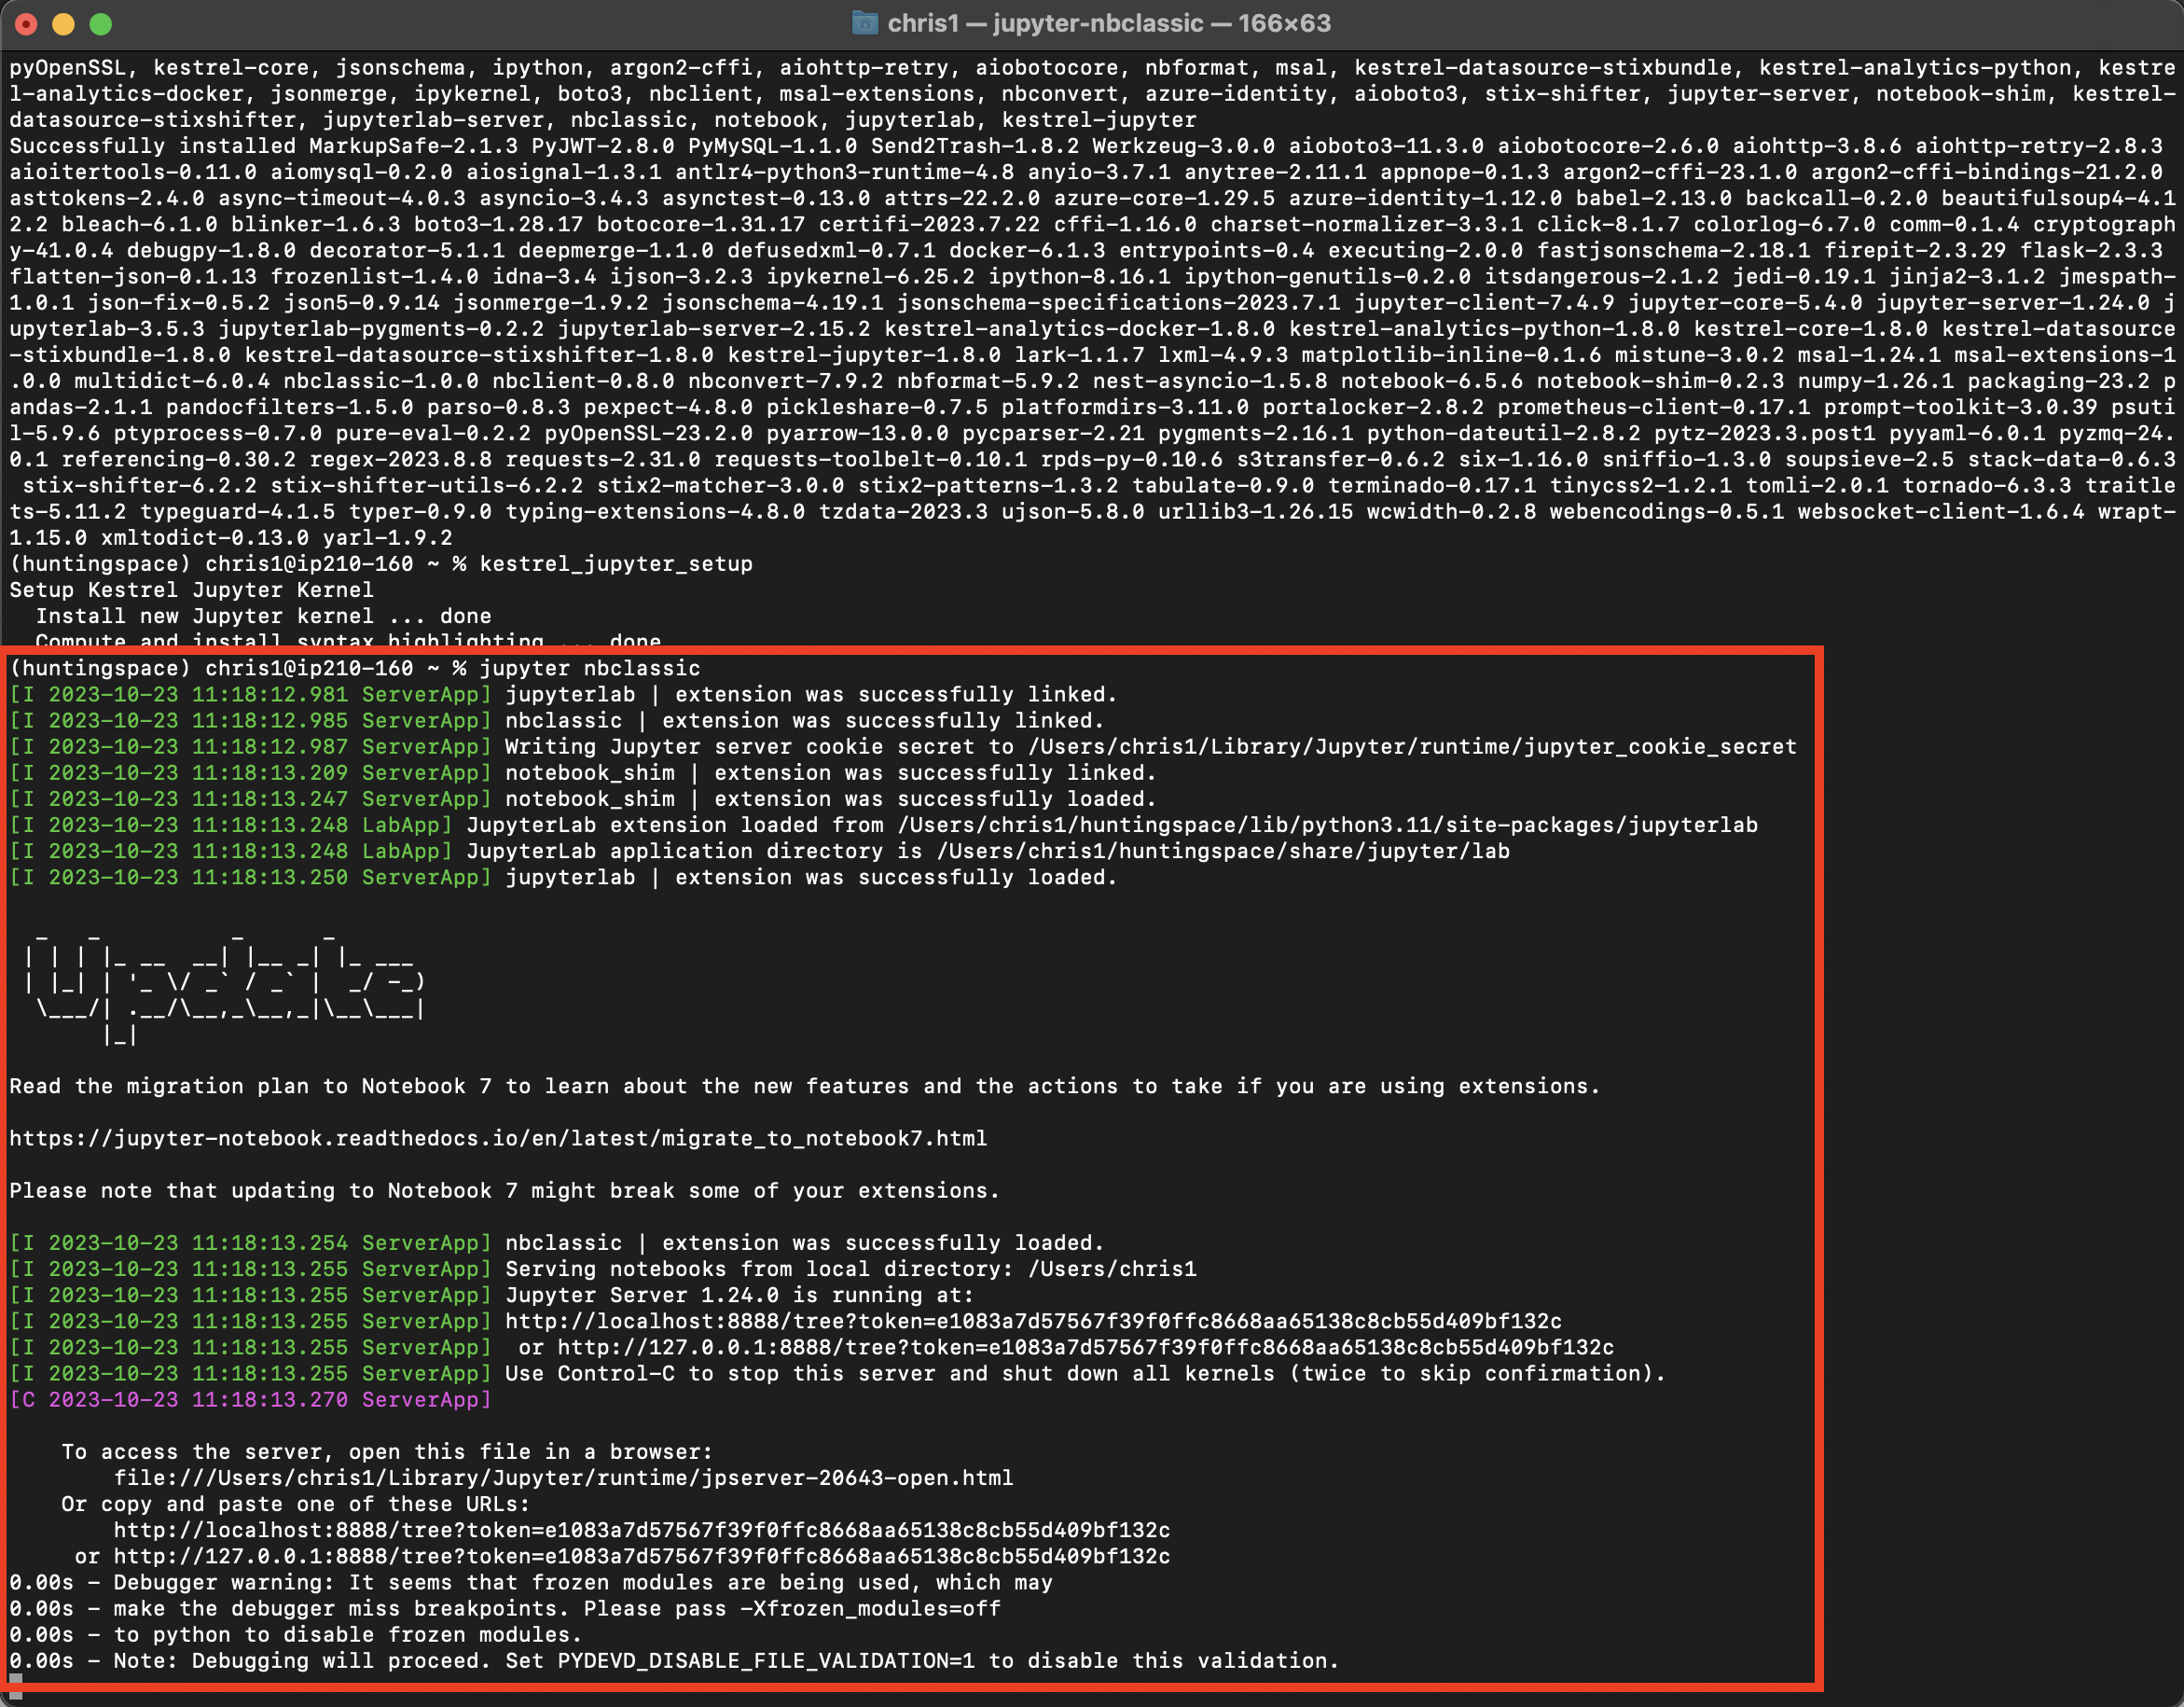 chris1 — jupyter-nbclassic — 166×63
pyOpenSSL, kestrel-core, jsonschema, ipython, argon2-cffi, aiohttp-retry, aiobotocore, nbformat, msal, kestrel-datasource-stixbundle, kestrel-analytics-python, kestre
l-analytics-docker, jsonmerge, ipykernel, boto3, nbclient, msal-extensions, nbconvert, azure-identity, aioboto3, stix-shifter, jupyter-server, notebook-shim, kestrel-
datasource-stixshifter, jupyterlab-server, nbclassic, notebook, jupyterlab, kestrel-jupyter
Successfully installed MarkupSafe-2.1.3 PyJWT-2.8.0 PyMySQL-1.1.0 Send2Trash-1.8.2 Werkzeug-3.0.0 aioboto3-11.3.0 aiobotocore-2.6.0 aiohttp-3.8.6 aiohttp-retry-2.8.3
aioitertools-0.11.0 aiomysql-0.2.0 aiosignal-1.3.1 antlr4-python3-runtime-4.8 anyio-3.7.1 anytree-2.11.1 appnope-0.1.3 argon2-cffi-23.1.0 argon2-cffi-bindings-21.2.0
asttokens-2.4.0 async-timeout-4.0.3 asyncio-3.4.3 asynctest-0.13.0 attrs-22.2.0 azure-core-1.29.5 azure-identity-1.12.0 babel-2.13.0 backcall-0.2.0 beautifulsoup4-4.1
2.2 bleach-6.1.0 blinker-1.6.3 boto3-1.28.17 botocore-1.31.17 certifi-2023.7.22 cffi-1.16.0 charset-normalizer-3.3.1 click-8.1.7 colorlog-6.7.0 comm-0.1.4 cryptograph
y-41.0.4 debugpy-1.8.0 decorator-5.1.1 deepmerge-1.1.0 defusedxml-0.7.1 docker-6.1.3 entrypoints-0.4 executing-2.0.0 fastjsonschema-2.18.1 firepit-2.3.29 flask-2.3.3
flatten-json-0.1.13 frozenlist-1.4.0 idna-3.4 ijson-3.2.3 ipykernel-6.25.2 ipython-8.16.1 ipython-genutils-0.2.0 itsdangerous-2.1.2 jedi-0.19.1 jinja2-3.1.2 jmespath-
1.0.1 json-fix-0.5.2 json5-0.9.14 jsonmerge-1.9.2 jsonschema-4.19.1 jsonschema-specifications-2023.7.1 jupyter-client-7.4.9 jupyter-core-5.4.0 jupyter-server-1.24.0 j
upyterlab-3.5.3 jupyterlab-pygments-0.2.2 jupyterlab-server-2.15.2 kestrel-analytics-docker-1.8.0 kestrel-analytics-python-1.8.0 kestrel-core-1.8.0 kestrel-datasource
-stixbundle-1.8.0 kestrel-datasource-stixshifter-1.8.0 kestrel-jupyter-1.8.0 lark-1.1.7 lxml-4.9.3 matplotlib-inline-0.1.6 mistune-3.0.2 msal-1.24.1 msal-extensions-1
.0.0 multidict-6.0.4 nbclassic-1.0.0 nbclient-0.8.0 nbconvert-7.9.2 nbformat-5.9.2 nest-asyncio-1.5.8 notebook-6.5.6 notebook-shim-0.2.3 numpy-1.26.1 packaging-23.2 p
andas-2.1.1 pandocfilters-1.5.0 parso-0.8.3 pexpect-4.8.0 pickleshare-0.7.5 platformdirs-3.11.0 portalocker-2.8.2 prometheus-client-0.17.1 prompt-toolkit-3.0.39 psuti
l-5.9.6 ptyprocess-0.7.0 pure-eval-0.2.2 pyOpenSSL-23.2.0 pyarrow-13.0.0 pycparser-2.21 pygments-2.16.1 python-dateutil-2.8.2 pytz-2023.3.post1 pyyaml-6.0.1 pyzmq-24.
0.1 referencing-0.30.2 regex-2023.8.8 requests-2.31.0 requests-toolbelt-0.10.1 rpds-py-0.10.6 s3transfer-0.6.2 six-1.16.0 sniffio-1.3.0 soupsieve-2.5 stack-data-0.6.3
stix-shifter-6.2.2 stix-shifter-utils-6.2.2 stix2-matcher-3.0.0 stix2-patterns-1.3.2 tabulate-0.9.0 terminado-0.17.1 tinycss2-1.2.1 tomli-2.0.1 tornado-6.3.3 traitle
ts-5.11.2 typeguard-4.1.5 typer-0.9.0 typing-extensions-4.8.0 tzdata-2023.3 ujson-5.8.0 urllib3-1.26.15 wcwidth-0.2.8 webencodings-0.5.1 websocket-client-1.6.4 wrapt-
1.15.0 xmltodict-0.13.0 yarl-1.9.2
(huntingspace) chris1@ip210-160 ~ % kestrel_jupyter_setup
Setup Kestrel Jupyter Kernel
  Install new Jupyter kernel ... done
  Compute and install syntax highlighting ... done
(huntingspace) chris1@ip210-160 ~ % jupyter nbclassic
[I 2023-10-23 11:18:12.981 ServerApp] jupyterlab | extension was successfully linked.
[I 2023-10-23 11:18:12.985 ServerApp] nbclassic | extension was successfully linked.
[I 2023-10-23 11:18:12.987 ServerApp] Writing Jupyter server cookie secret to /Users/chris1/Library/Jupyter/runtime/jupyter_cookie_secret
[I 2023-10-23 11:18:13.209 ServerApp] notebook_shim | extension was successfully linked.
[I 2023-10-23 11:18:13.247 ServerApp] notebook_shim | extension was successfully loaded.
[I 2023-10-23 11:18:13.248 LabApp] JupyterLab extension loaded from /Users/chris1/huntingspace/lib/python3.11/site-packages/jupyterlab
[I 2023-10-23 11:18:13.248 LabApp] JupyterLab application directory is /Users/chris1/huntingspace/share/jupyter/lab
[I 2023-10-23 11:18:13.250 ServerApp] jupyterlab | extension was successfully loaded.
Update
Read the migration plan to Notebook 7 to learn about the new features and the actions to take if you are using extensions.
https://jupyter-notebook.readthedocs.io/en/latest/migrate_to_notebook7.html
Please note that updating to Notebook 7 might break some of your extensions.
[I 2023-10-23 11:18:13.254 ServerApp] nbclassic | extension was successfully loaded.
[I 2023-10-23 11:18:13.255 ServerApp] Serving notebooks from local directory: /Users/chris1
[I 2023-10-23 11:18:13.255 ServerApp] Jupyter Server 1.24.0 is running at:
[I 2023-10-23 11:18:13.255 ServerApp] http://localhost:8888/tree?token=e1083a7d57567f39f0ffc8668aa65138c8cb55d409bf132c
[I 2023-10-23 11:18:13.255 ServerApp]  or http://127.0.0.1:8888/tree?token=e1083a7d57567f39f0ffc8668aa65138c8cb55d409bf132c
[I 2023-10-23 11:18:13.255 ServerApp] Use Control-C to stop this server and shut down all kernels (twice to skip confirmation).
[C 2023-10-23 11:18:13.270 ServerApp]
    To access the server, open this file in a browser:
        file:///Users/chris1/Library/Jupyter/runtime/jpserver-20643-open.html
    Or copy and paste one of these URLs:
        http://localhost:8888/tree?token=e1083a7d57567f39f0ffc8668aa65138c8cb55d409bf132c
     or http://127.0.0.1:8888/tree?token=e1083a7d57567f39f0ffc8668aa65138c8cb55d409bf132c
0.00s - Debugger warning: It seems that frozen modules are being used, which may
0.00s - make the debugger miss breakpoints. Please pass -Xfrozen_modules=off
0.00s - to python to disable frozen modules.
0.00s - Note: Debugging will proceed. Set PYDEVD_DISABLE_FILE_VALIDATION=1 to disable this validation.